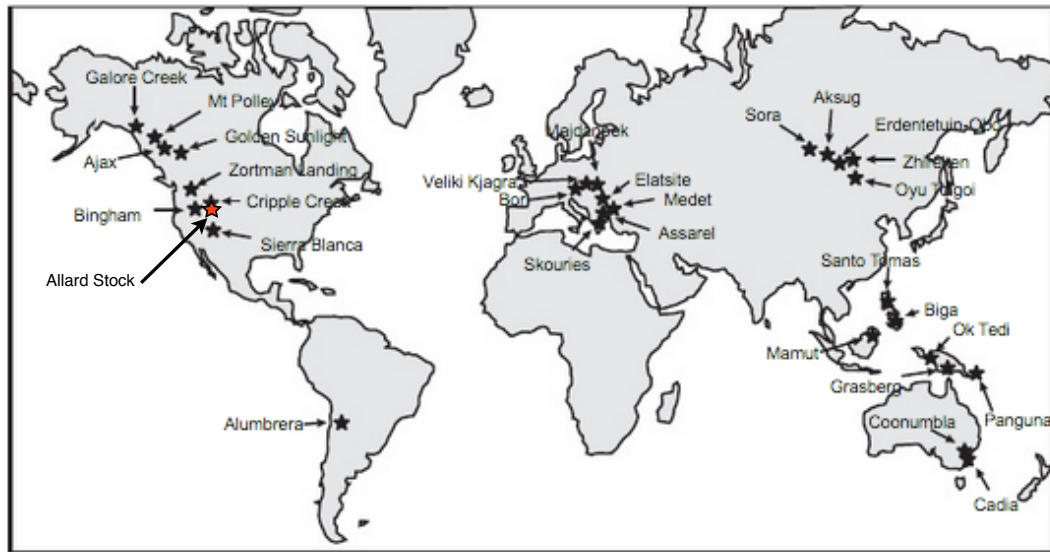 Galore Creek
Mt Polley
Golden Sunlight
Ajax
Zortman Landing
Cripple Creek
Bingham
Sierra Blanca
Allard Stock
Alumbrera
Majdanpek
Veliki Kjagra
Bor
Elatsite
Medet
Assarel
Skouries
Sora
Aksug
Erdentetuin-Obo
Zhireken
Oyu Tolgoi
Santo Tomas
Biga
Ok Tedi
Mamut
Grasberg
Panguna
Coonumbla
Cadia